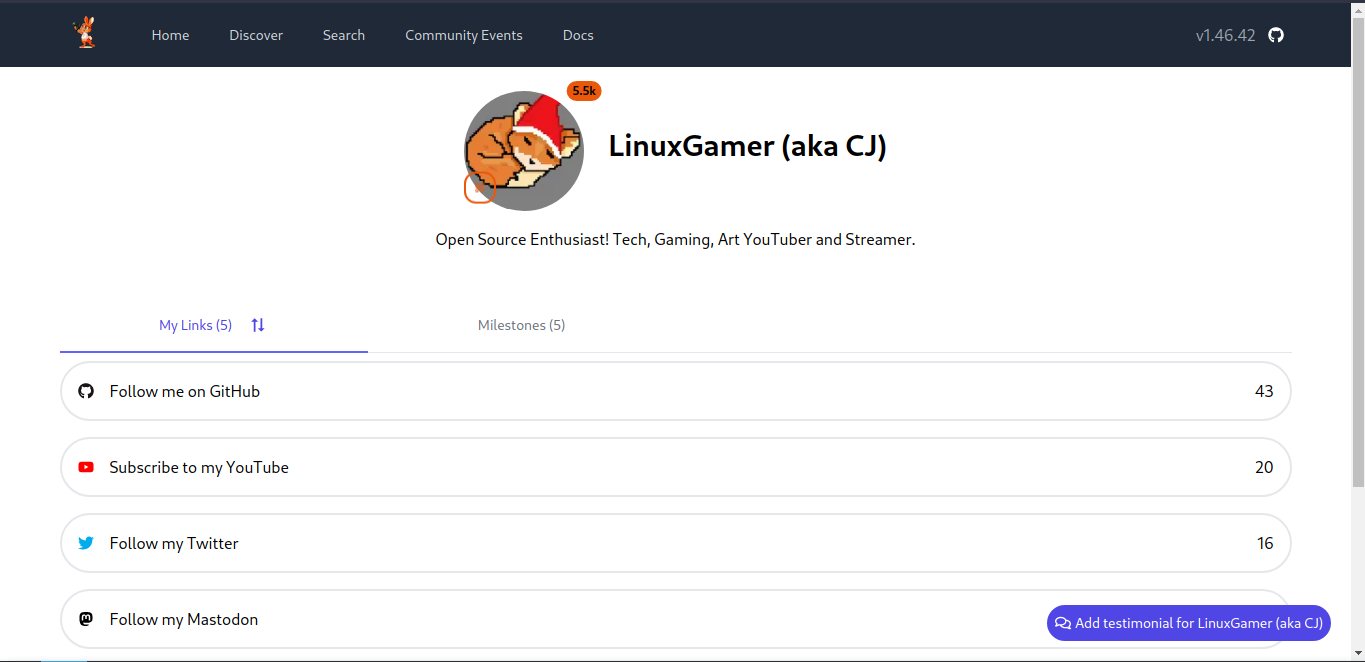 Home Discover Search Community Events Docs v1.46.42
5.5k
LinuxGamer (aka CJ)
Open Source Enthusiast! Tech, Gaming, Art YouTuber and Streamer.
My Links (5) Milestones (5)
Follow me on GitHub 43
Subscribe to my YouTube 20
Follow my Twitter 16
Follow my Mastodon
Add testimonial for LinuxGamer (aka CJ)